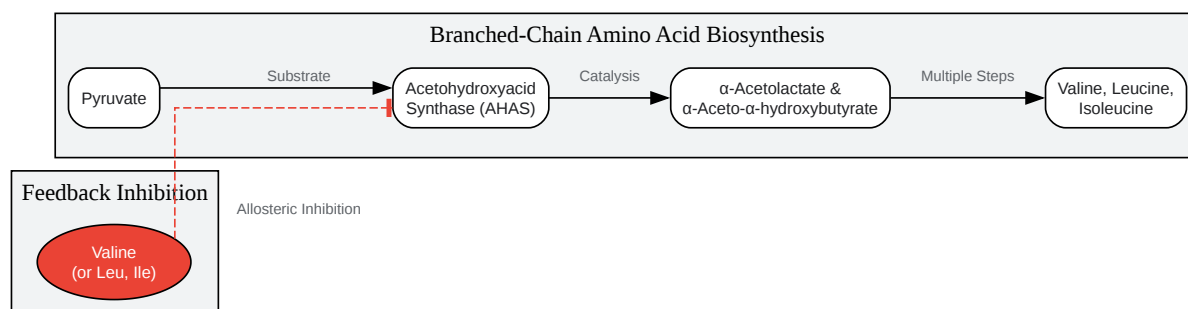 Branched-Chain Amino Acid Biosynthesis
Pyruvate
Substrate
Acetohydroxyacid
Synthase (AHAS)
Catalysis
α-Acetolactate &
α-Aceto-α-hydroxybutyrate
Multiple Steps
Valine, Leucine,
Isoleucine
Feedback Inhibition
Allosteric Inhibition
Valine
(or Leu, Ile)